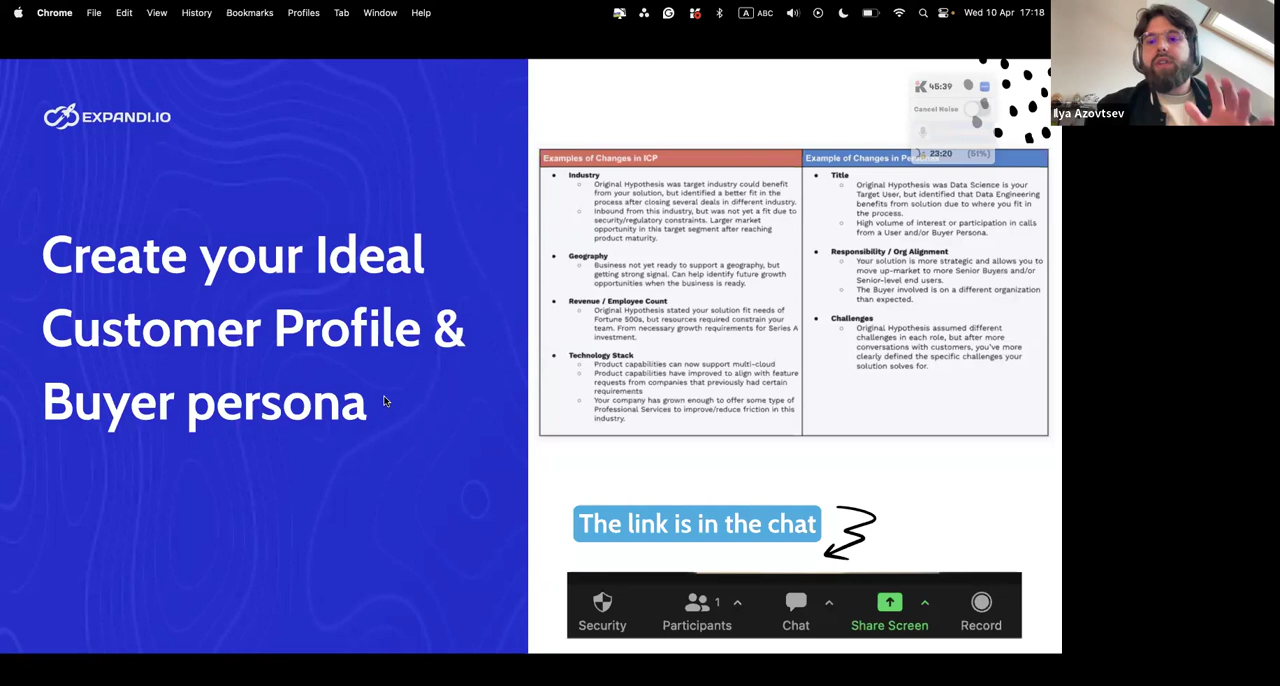 Chrome File Edit View History Bookmarks Profiles Tab Window Help
A ABC Wed 10 Apr 17:18
EXPANDI.IO
Create your Ideal
Customer Profile &
Buyer persona
45:39
Cancel Noise
23:20 (51%)
Ilya Azovtsev
Examples of Changes in ICP
Industry
Original Hypothesis was target industry could benefit
from your solution, but identified a better fit in the
process after closing several deals in different industry.
Inbound from this industry, but was not yet a fit due to
security/regulatory constraints. Larger market
opportunity in this target segment after reaching
product maturity.
Geography
Business not yet ready to support a geography, but
getting strong signal. Can help identify future growth
opportunities when the business is ready.
Revenue / Employee Count
Original Hypothesis stated your solution fit needs of
Fortune 500s, but resources required constrain your
team. From necessary growth requirements for Series A
investment.
Technology Stack
Product capabilities can now support multi-cloud
Product capabilities have improved to align with feature
requests from companies that previously had certain
requirements
Your company has grown enough to offer some type of
Professional Services to improve/reduce friction in this
industry.
Example of Changes in
Title
Original Hypothesis was Data Science is your
Target User, but identified that Data Engineering
benefits from solution due to where you fit in
the process.
High volume of interest or participation in calls
from a User and/or Buyer Persona.
Responsibility / Org Alignment
Your solution is more strategic and allows you to
move up-market to more Senior Buyers and/or
Senior-level end users.
The Buyer involved is on a different organization
than expected.
Challenges
Original Hypothesis assumed different
challenges in each role, but after more
conversations with customers, you've more
clearly defined the specific challenges your
solution solves for.
The link is in the chat
1
Security Participants Chat Share Screen Record